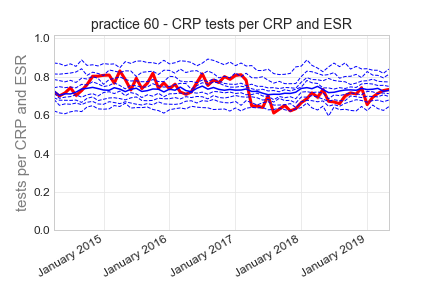 practice 60 - CRP tests per CRP and ESR
tests per CRP and ESR
1.0
0.8
0.6
0.4
0.2
0.0
January 2015
January 2016
January 2017
January 2018
January 2019